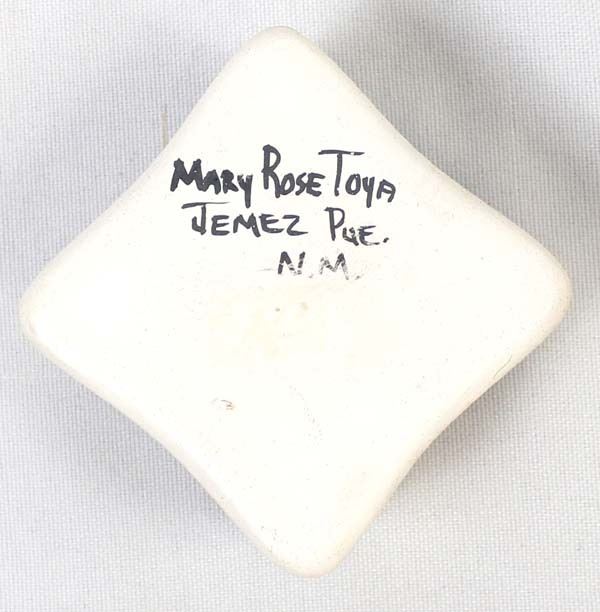 Mary Rose Toya
Jemez Pue.
N.M.